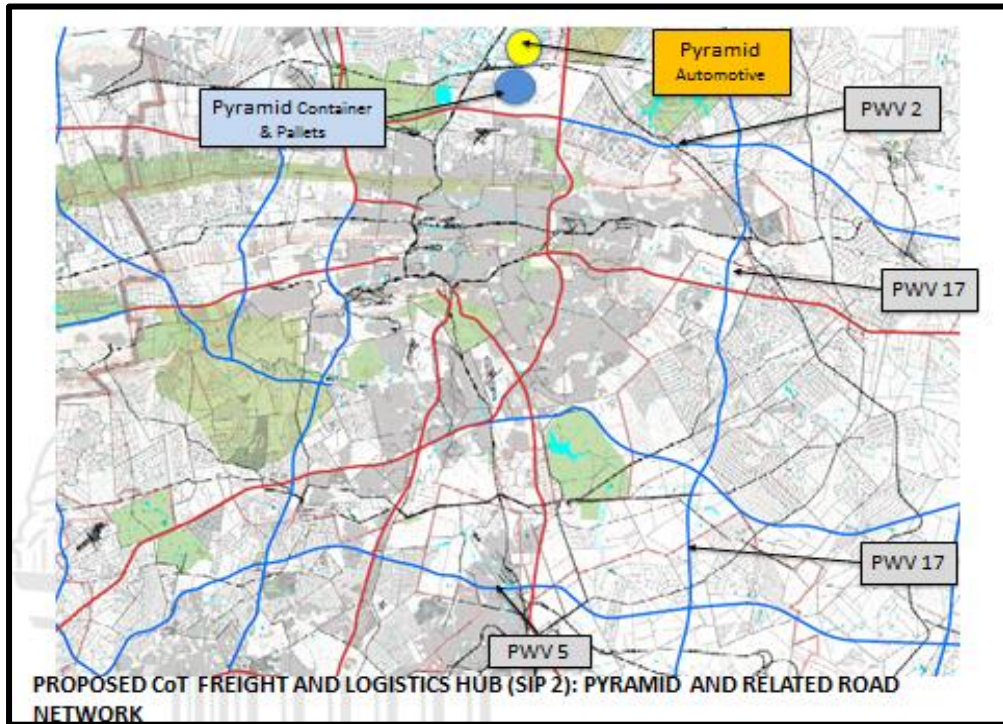 Pyramid
Automotive
Pyramid Container
& Pallets
PWV 2
PWV 17
PWV 17
PWV 5
PROPOSED CoT FREIGHT AND LOGISTICS HUB (SIP 2): PYRAMID AND RELATED ROAD
NETWORK